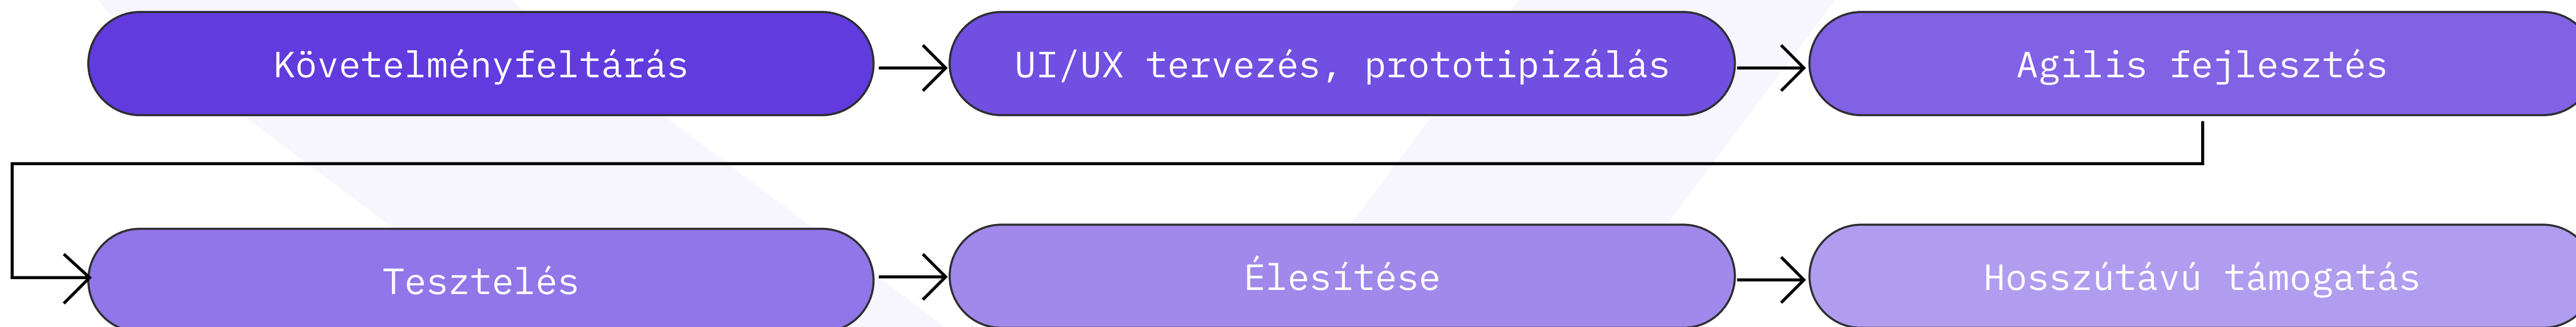 Követelményfeltárás
UI/UX tervezés, prototipizálás
Agilis fejlesztés
Tesztelés
Élesítése
Hosszútávú támogatás